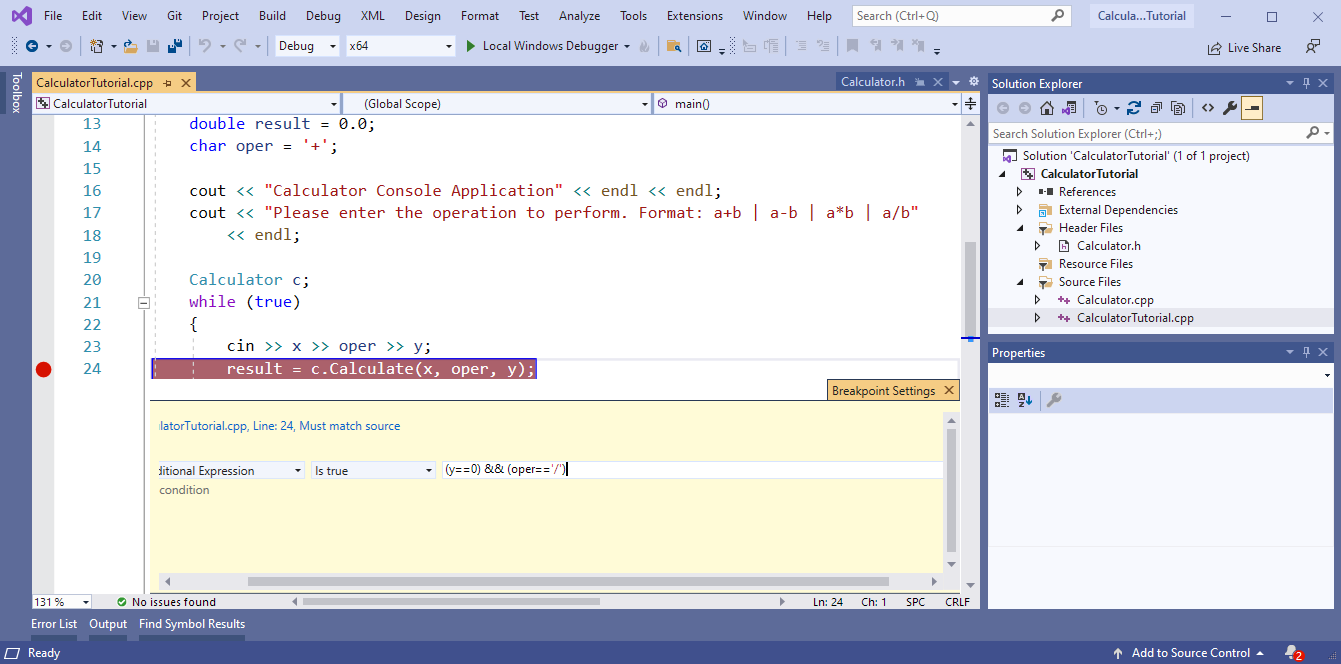 File Edit View Git Project Build Debug XML Design Format Test Analyze Tools Extensions Window Help Search (Ctrl+Q) Calcula...Tutorial
Debug x64 Local Windows Debugger Live Share
Toolbox
CalculatorTutorial.cpp Calculator.h
CalculatorTutorial (Global Scope) main()
13 double result = 0.0;
14 char oper = '+';
15
16 cout << "Calculator Console Application" << endl << endl;
17 cout << "Please enter the operation to perform. Format: a+b | a-b | a*b | a/b"
18 << endl;
19
20 Calculator c;
21 while (true)
22 {
23 cin >> x >> oper >> y;
24 result = c.Calculate(x, oper, y);
Breakpoint Settings
latorTutorial.cpp, Line: 24, Must match source
ditional Expression Is true (y==0) && (oper=='/')
condition
131 % No issues found Ln: 24 Ch: 1 SPC CRLF
Solution Explorer
Search Solution Explorer (Ctrl+;)
Solution 'CalculatorTutorial' (1 of 1 project)
CalculatorTutorial
References
External Dependencies
Header Files
Calculator.h
Resource Files
Source Files
Calculator.cpp
CalculatorTutorial.cpp
Properties
Error List Output Find Symbol Results
Ready Add to Source Control 2